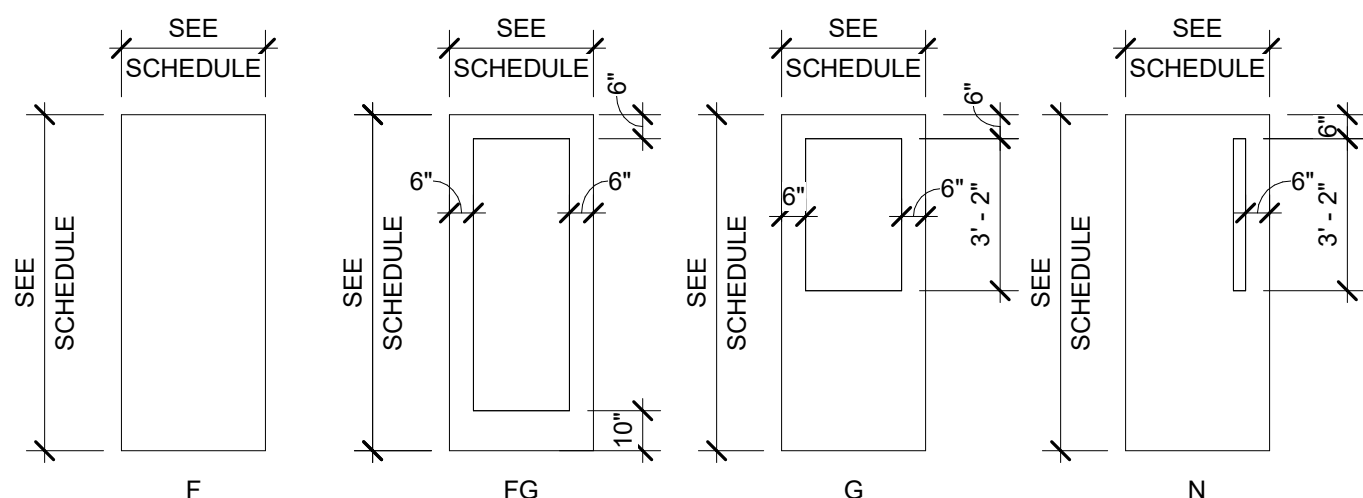 SEE
SCHEDULE
SEE
SCHEDULE
F
SEE
SCHEDULE
6"
6"
6"
SEE
SCHEDULE
10"
FG
SEE
SCHEDULE
6"
6"
6"
3' - 2"
SEE
SCHEDULE
G
SEE
SCHEDULE
6"
6"
3' - 2"
SEE
SCHEDULE
N